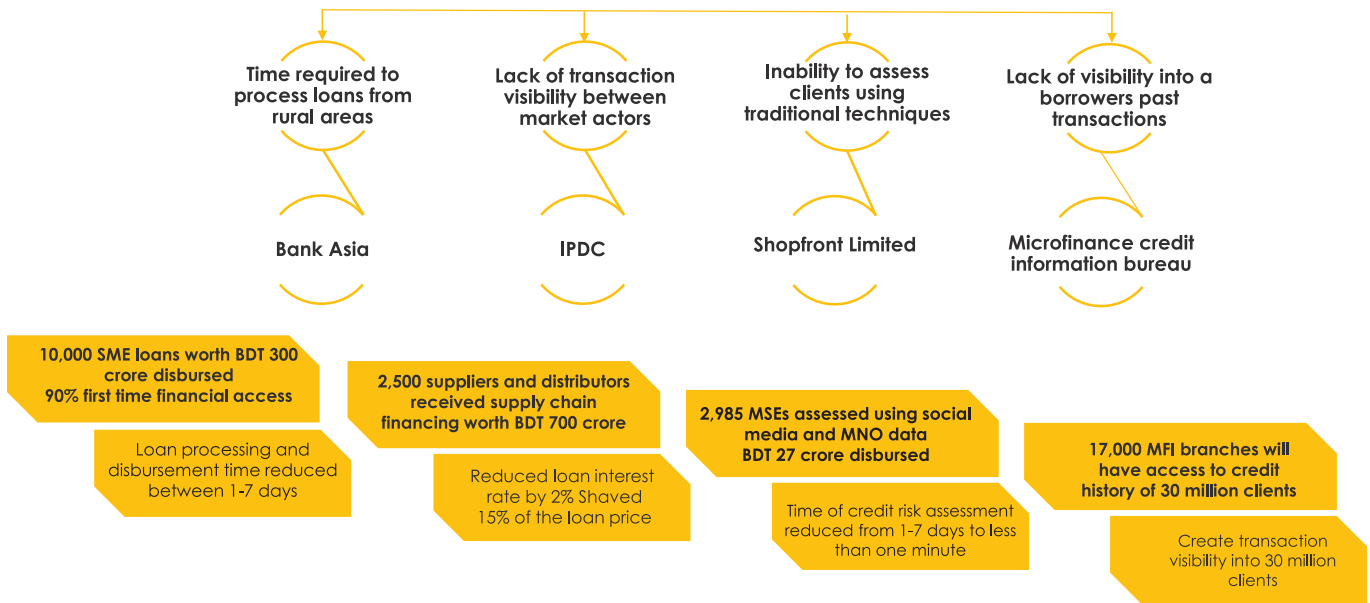 Time required to
process loans from
rural areas
Lack of transaction
visibility between
market actors
Inability to assess
clients using
traditional techniques
Lack of visibility into a
borrowers past
transactions
Bank Asia
IPDC
Shopfront Limited
Microfinance credit
information bureau
10,000 SME loans worth BDT 300
crore disbursed
90% first time financial access
Loan processing and
disbursement time reduced
between 1-7 days
2,500 suppliers and distributors
received supply chain
financing worth BDT 700 crore
Reduced loan interest
rate by 2% Shaved
15% of the loan price
2,985 MSEs assessed using social
media and MNO data
BDT 27 crore disbursed
Time of credit risk assessment
reduced from 1-7 days to less
than one minute
17,000 MFI branches will
have access to credit
history of 30 million clients
Create transaction
visibility into 30 million
clients